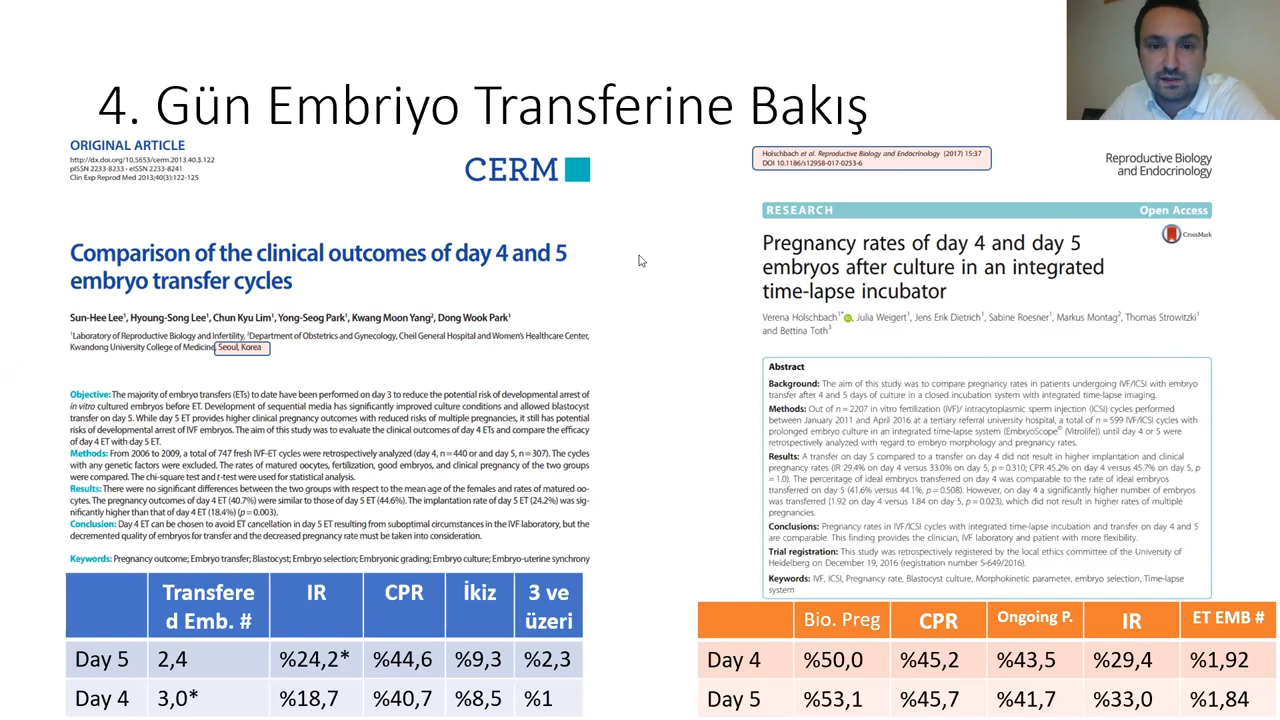 4. Gün Embriyo Transferine Bakış
ORIGINAL ARTICLE
http://dx.doi.org/10.5653/cerm.2013.40.3.122
pISSN 2233-8233 • eISSN 2233-8241
Clin Exp Reprod Med 2013;40(3):122-125
CERM
Comparison of the clinical outcomes of day 4 and 5
embryo transfer cycles
Sun-Hee Lee1, Hyoung-Song Lee1, Chun Kyu Lim1, Yong-Seog Park1, Kwang Moon Yang2, Dong Wook Park1
1Laboratory of Reproductive Biology and Infertility, 2Department of Obstetrics and Gynecology, Cheil General Hospital and Women's Healthcare Center,
Kwandong University College of Medicine, Seoul, Korea
Objective: The majority of embryo transfers (ETs) to date have been performed on day 3 to reduce the potential risk of developmental arrest of
in vitro cultured embryos before ET. Development of sequential media has significantly improved culture conditions and allowed blastocyst
transfer on day 5. While day 5 ET provides higher clinical pregnancy outcomes with reduced risks of multiple pregnancies, it still has potential
risks of developmental arrest of IVF embryos. The aim of this study was to evaluate the clinical outcomes of day 4 ETs and compare the efficacy
of day 4 ET with day 5 ET.
Methods: From 2006 to 2009, a total of 747 fresh IVF-ET cycles were retrospectively analyzed (day 4, n=440 or and day 5, n=307). The cycles
with any genetic factors were excluded. The rates of matured oocytes, fertilization, good embryos, and clinical pregnancy of the two groups
were compared. The chi-square test and t-test were used for statistical analysis.
Results: There were no significant differences between the two groups with respect to the mean age of the females and rates of matured oo-
cytes. The pregnancy outcomes of day 4 ET (40.7%) were similar to those of day 5 ET (44.6%). The implantation rate of day 5 ET (24.2%) was sig-
nificantly higher than that of day 4 ET (18.4%) (p=0.003).
Conclusion: Day 4 ET can be chosen to avoid ET cancellation in day 5 ET resulting from suboptimal circumstances in the IVF laboratory, but the
decremented quality of embryos for transfer and the decreased pregnancy rate must be taken into consideration.
Keywords: Pregnancy outcome; Embryo transfer; Blastocyst; Embryo selection; Embryonic grading; Embryo culture; Embryo-uterine synchrony
Transfere IR CPR İkiz 3 ve
d Emb. # üzeri
Day 5 2,4 %24,2* %44,6 %9,3 %2,3
Day 4 3,0* %18,7 %40,7 %8,5 %1
Holschbach et al. Reproductive Biology and Endocrinology (2017) 15:37
DOI 10.1186/s12958-017-0253-6
Reproductive Biology
and Endocrinology
RESEARCH Open Access
CrossMark
Pregnancy rates of day 4 and day 5
embryos after culture in an integrated
time-lapse incubator
Verena Holschbach1*, Julia Weigert1, Jens Erik Dietrich1, Sabine Roesner1, Markus Montag2, Thomas Strowitzki1
and Bettina Toth3
Abstract
Background: The aim of this study was to compare pregnancy rates in patients undergoing IVF/ICSI with embryo
transfer after 4 and 5 days of culture in a closed incubation system with integrated time-lapse imaging.
Methods: Out of n = 2207 in vitro fertilization (IVF)/ intracytoplasmic sperm injection (ICSI) cycles performed
between January 2011 and April 2016 at a tertiary referral university hospital, a total of n = 599 IVF/ICSI cycles with
prolonged embryo culture in an integrated time-lapse system (EmbryoScope© (Vitrolife)) until day 4 or 5 were
retrospectively analyzed with regard to embryo morphology and pregnancy rates.
Results: A transfer on day 5 compared to a transfer on day 4 did not result in higher implantation and clinical
pregnancy rates (IR 29.4% on day 4 versus 33.0% on day 5, p = 0.310; CPR 45.2% on day 4 versus 45.7% on day 5, p
= 1.0). The percentage of ideal embryos transferred on day 4 was comparable to the rate of ideal embryos
transferred on day 5 (41.6% versus 44.1%, p = 0.508). However, on day 4 a significantly higher number of embryos
was transferred (1.92 on day 4 versus 1.84 on day 5, p = 0.023), which did not result in higher rates of multiple
pregnancies.
Conclusions: Pregnancy rates in IVF/ICSI cycles with integrated time-lapse incubation and transfer on day 4 and 5
are comparable. This finding provides the clinician, IVF laboratory and patient with more flexibility.
Trial registration: This study was retrospectively registered by the local ethics committee of the University of
Heidelberg on December 19, 2016 (registration number S-649/2016).
Keywords: IVF, ICSI, Pregnancy rate, Blastocyst culture, Morphokinetic parameter, embryo selection, Time-lapse
system
Bio. Preg CPR Ongoing P. IR ET EMB #
Day 4 %50,0 %45,2 %43,5 %29,4 %1,92
Day 5 %53,1 %45,7 %41,7 %33,0 %1,84